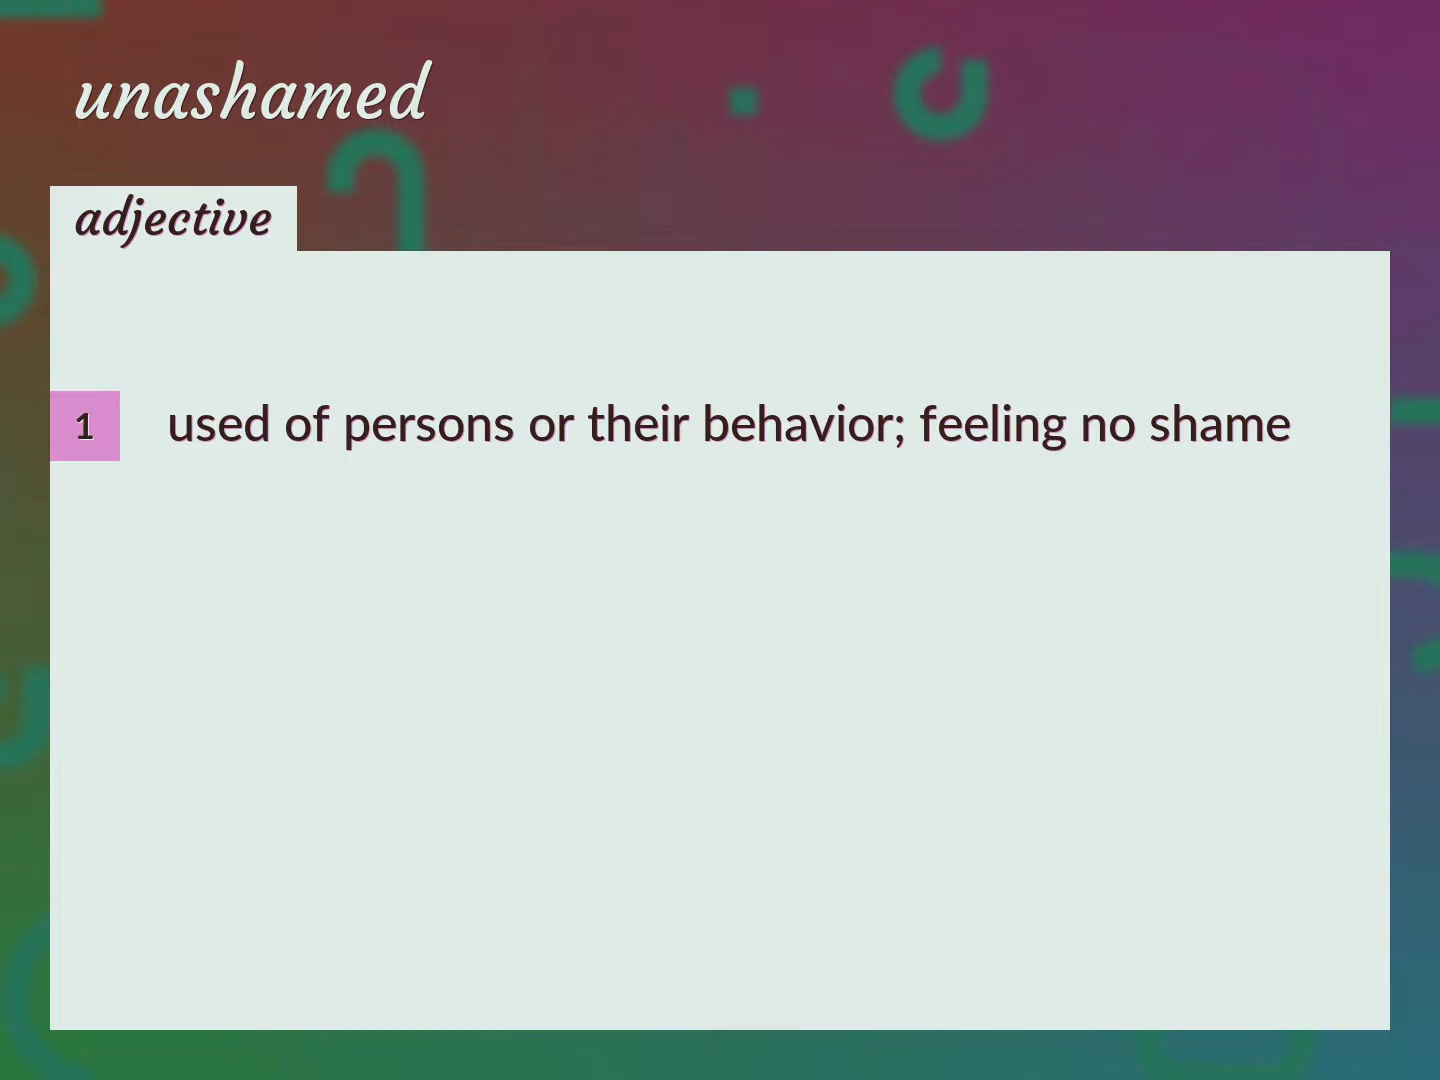 unashamed
adjective
1 used of persons or their behavior; feeling no shame